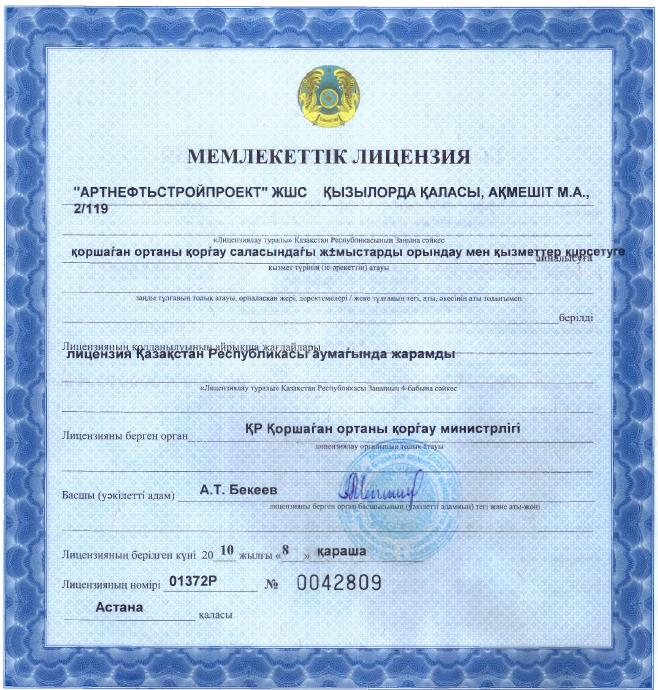 МЕМЛЕКЕТТІК ЛИЦЕНЗИЯ
"АРТНЕФТЬСТРОЙПРОЕКТ" ЖШС ҚЫЗЫЛОРДА ҚАЛАСЫ, АҚМЕШІТ М.А.,
2/119
«Лицензиялау туралы» Қазақстан Республикасының Заңына сәйкес
қоршаған ортаны қорғау саласындағы ж±мыстарды орындау мен қызметтер кµрсетуге
айналысуға
қызмет түрінің (іс-әрекеттің) атауы
заңды тұлғаның толық атауы, орналасқан жері, деректемелері / жеке тұлғаның тегі, аты, әкесінің аты толығымен
берілді
Лицензияның қолданылуының айрықша жағдайлары
лицензия Қазақстан Республикасы аумағында жарамды
«Лицензиялау туралы» Қазақстан Республикасы Заңының 4-бабына сәйкес
Лицензияны берген орган ҚР Қоршаған ортаны қорғау министрлігі
лицензиялау органының толық атауы
Басшы (уәкілетті адам) А.Т. Бекеев
лицензияны берген орган басшысының (уәкілетті адамның) тегі және аты-жөні
Лицензияның берілген күні 20 10 жылғы « 8 » қараша
Лицензияның нөмірі 01372Р № 0042809
Астана қаласы